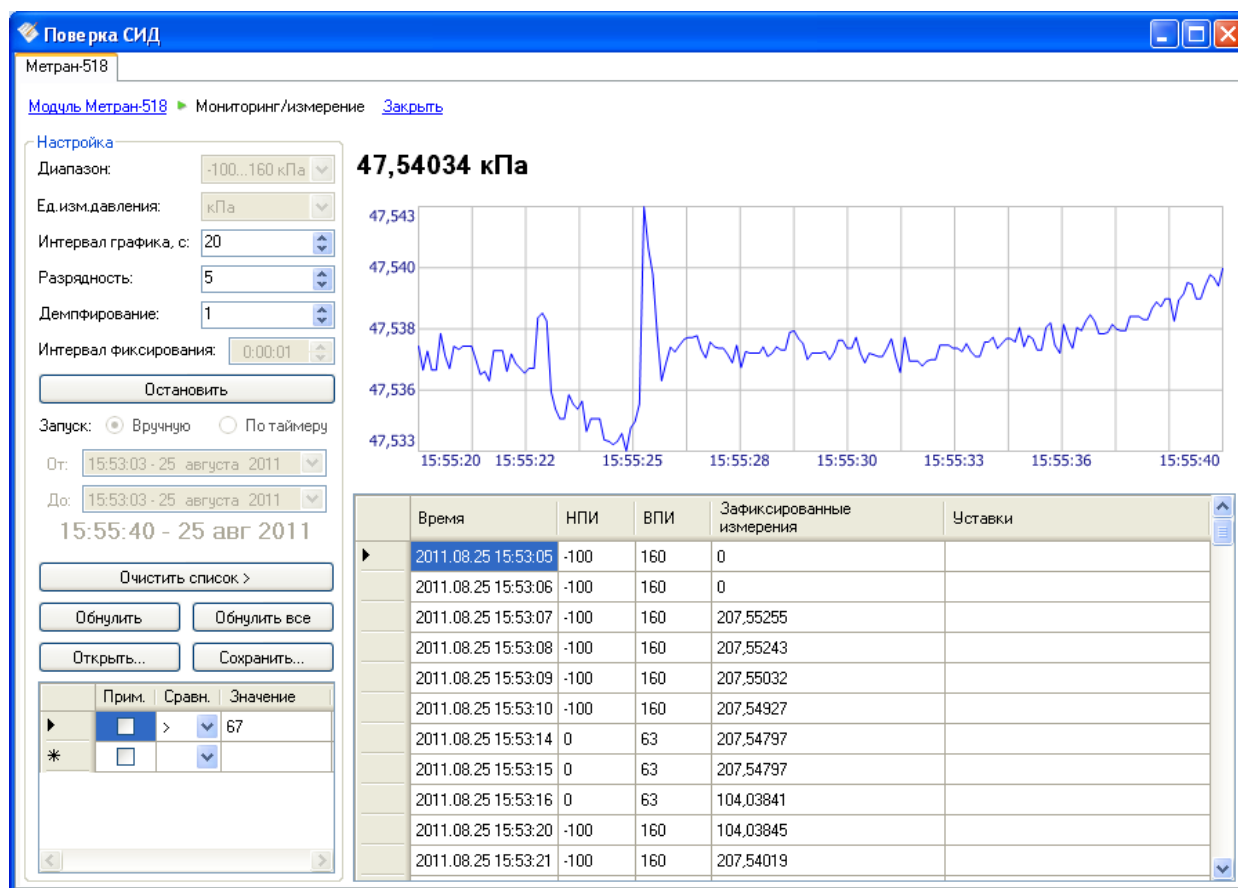 Поверка СИД
Метран-518
Модуль Метран-518 Мониторинг/измерение Закрыть
Настройка
Диапазон: -100...160 кПа
Ед.изм.давления: кПа
Интервал графика, с: 20
Разрядность: 5
Демпфирование: 1
Интервал фиксирования: 0:00:01
Остановить
Запуск: Вручную По таймеру
От: 15:53:03 - 25 августа 2011
До: 15:53:03 - 25 августа 2011
15:55:40 - 25 авг 2011
Очистить список >
Обнулить Обнулить все
Открыть... Сохранить...
Прим. Сравн. Значение
> 67
47,54034 кПа
47,543
47,540
47,538
47,536
47,533
15:55:20 15:55:22 15:55:25 15:55:28 15:55:30 15:55:33 15:55:36 15:55:40
Время НПИ ВПИ Зафиксированные измерения Уставки
2011.08.25 15:53:05 -100 160 0
2011.08.25 15:53:06 -100 160 0
2011.08.25 15:53:07 -100 160 207,55255
2011.08.25 15:53:08 -100 160 207,55243
2011.08.25 15:53:09 -100 160 207,55032
2011.08.25 15:53:10 -100 160 207,54927
2011.08.25 15:53:14 0 63 207,54797
2011.08.25 15:53:15 0 63 207,54797
2011.08.25 15:53:16 0 63 104,03841
2011.08.25 15:53:20 -100 160 104,03845
2011.08.25 15:53:21 -100 160 207,54019